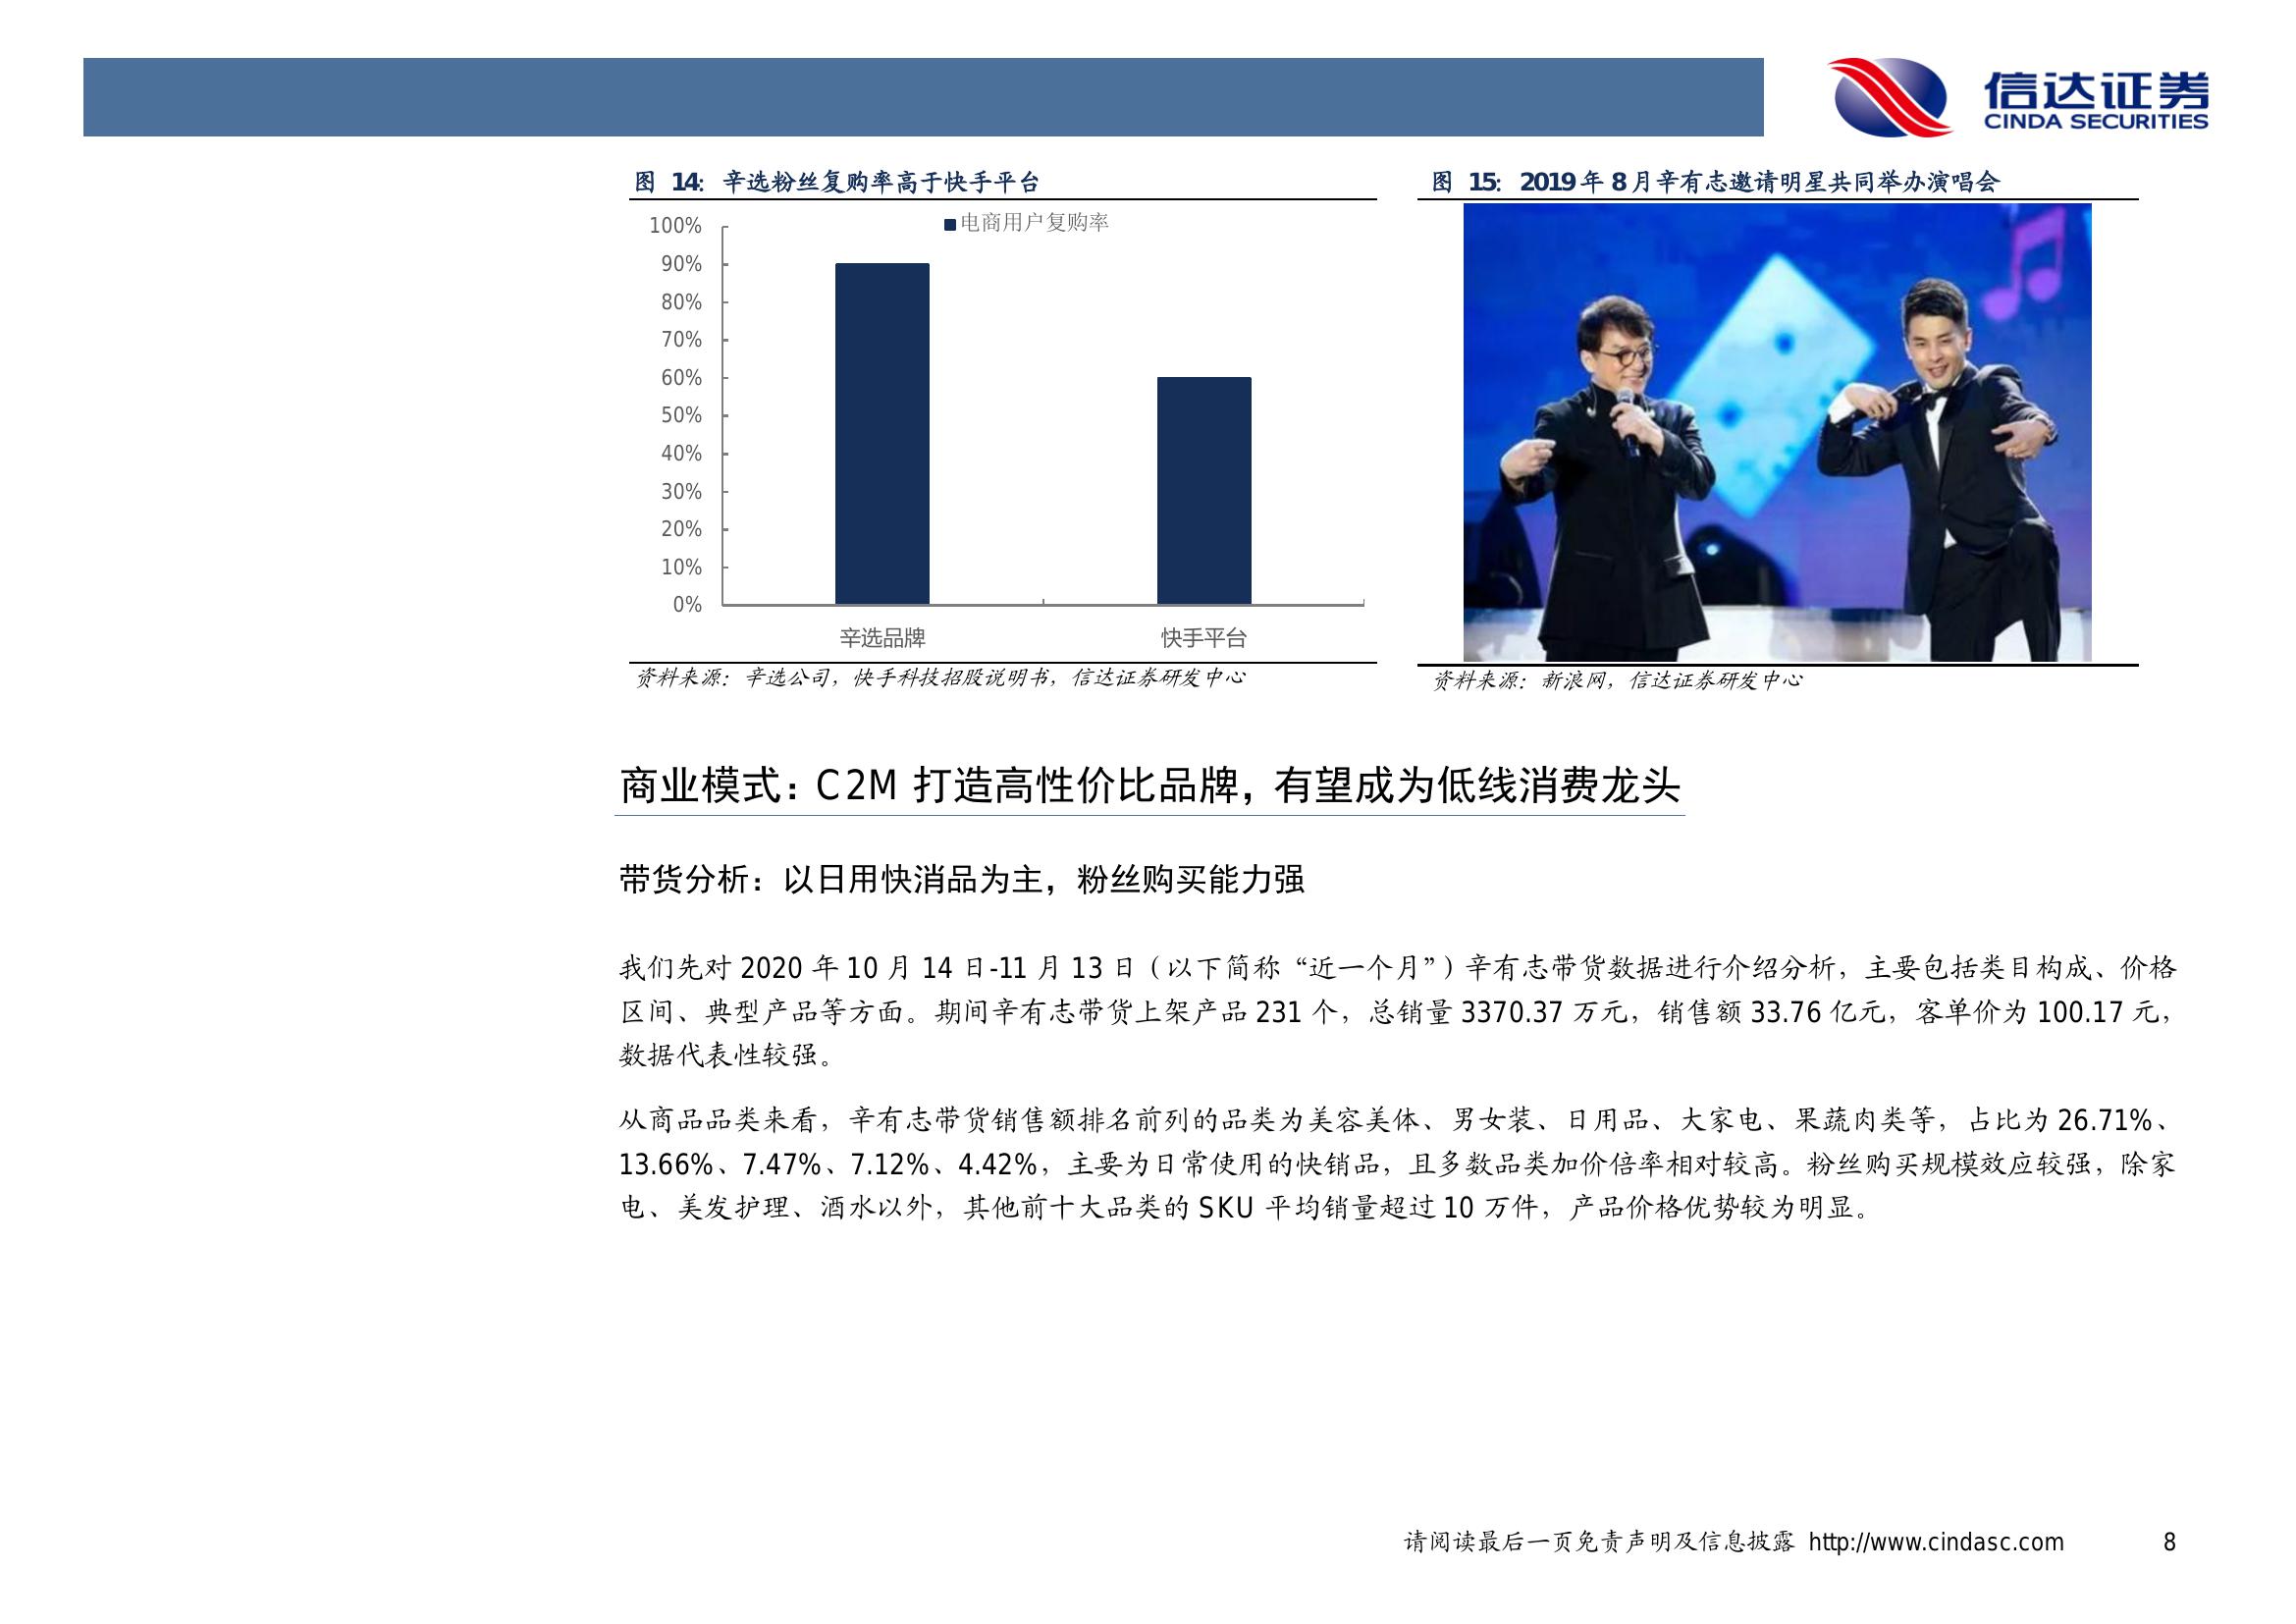 信达证券
CINDA SECURITIES
图 14: 辛选粉丝复购率高于快手平台
电商用户复购率
100%
90%
80%
70%
60%
50%
40%
30%
20%
10%
0%
辛选品牌
快手平台
资料来源：辛选公司，快手科技招股说明书，信达证券研发中心
图 15: 2019 年 8 月辛有志邀请明星共同举办演唱会
资料来源：新浪网，信达证券研发中心
商业模式：C2M 打造高性价比品牌，有望成为低线消费龙头
带货分析：以日用快消品为主，粉丝购买能力强
我们先对 2020 年 10 月 14 日-11 月 13 日（以下简称“近一个月”）辛有志带货数据进行介绍分析，主要包括类目构成、价格
区间、典型产品等方面。期间辛有志带货上架产品 231 个，总销量 3370.37 万元，销售额 33.76 亿元，客单价为 100.17 元，
数据代表性较强。
从商品品类来看，辛有志带货销售额排名前列的品类为美容美体、男女装、日用品、大家电、果蔬肉类等，占比为 26.71%、
13.66%、7.47%、7.12%、4.42%，主要为日常使用的快销品，且多数品类加价倍率相对较高。粉丝购买规模效应较强，除家
电、美发护理、酒水以外，其他前十大品类的 SKU 平均销量超过 10 万件，产品价格优势较为明显。
请阅读最后一页免责声明及信息披露 http://www.cindasc.com 8